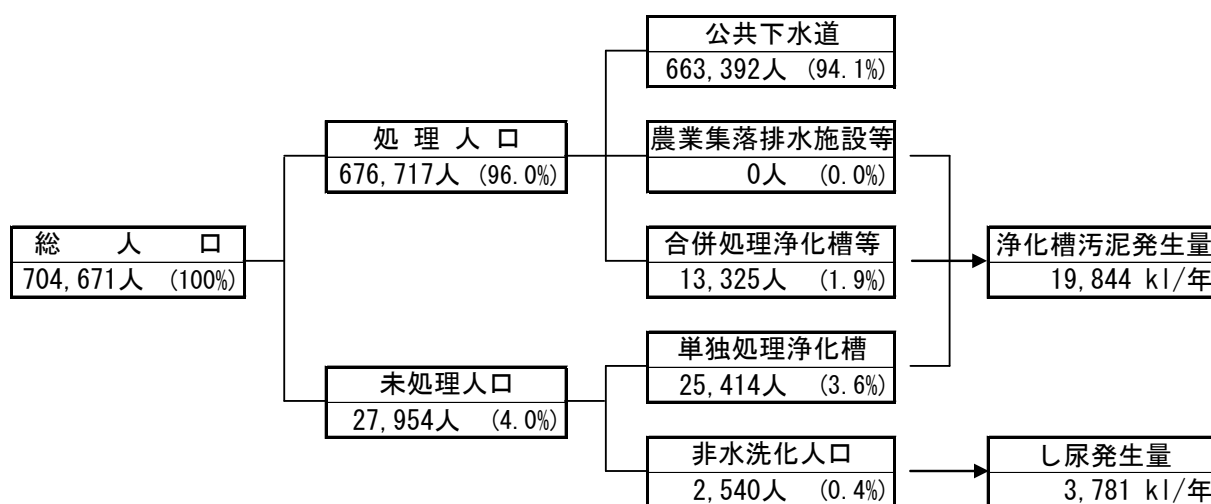 公共下水道
663,392人 (94.1%)
処理人口
676,717人 (96.0%)
農業集落排水施設等
0人 (0.0%)
総人口
704,671人 (100%)
合併処理浄化槽等
13,325人 (1.9%)
浄化槽汚泥発生量
19,844 kl/年
未処理人口
27,954人 (4.0%)
単独処理浄化槽
25,414人 (3.6%)
非水洗化人口
2,540人 (0.4%)
し尿発生量
3,781 kl/年